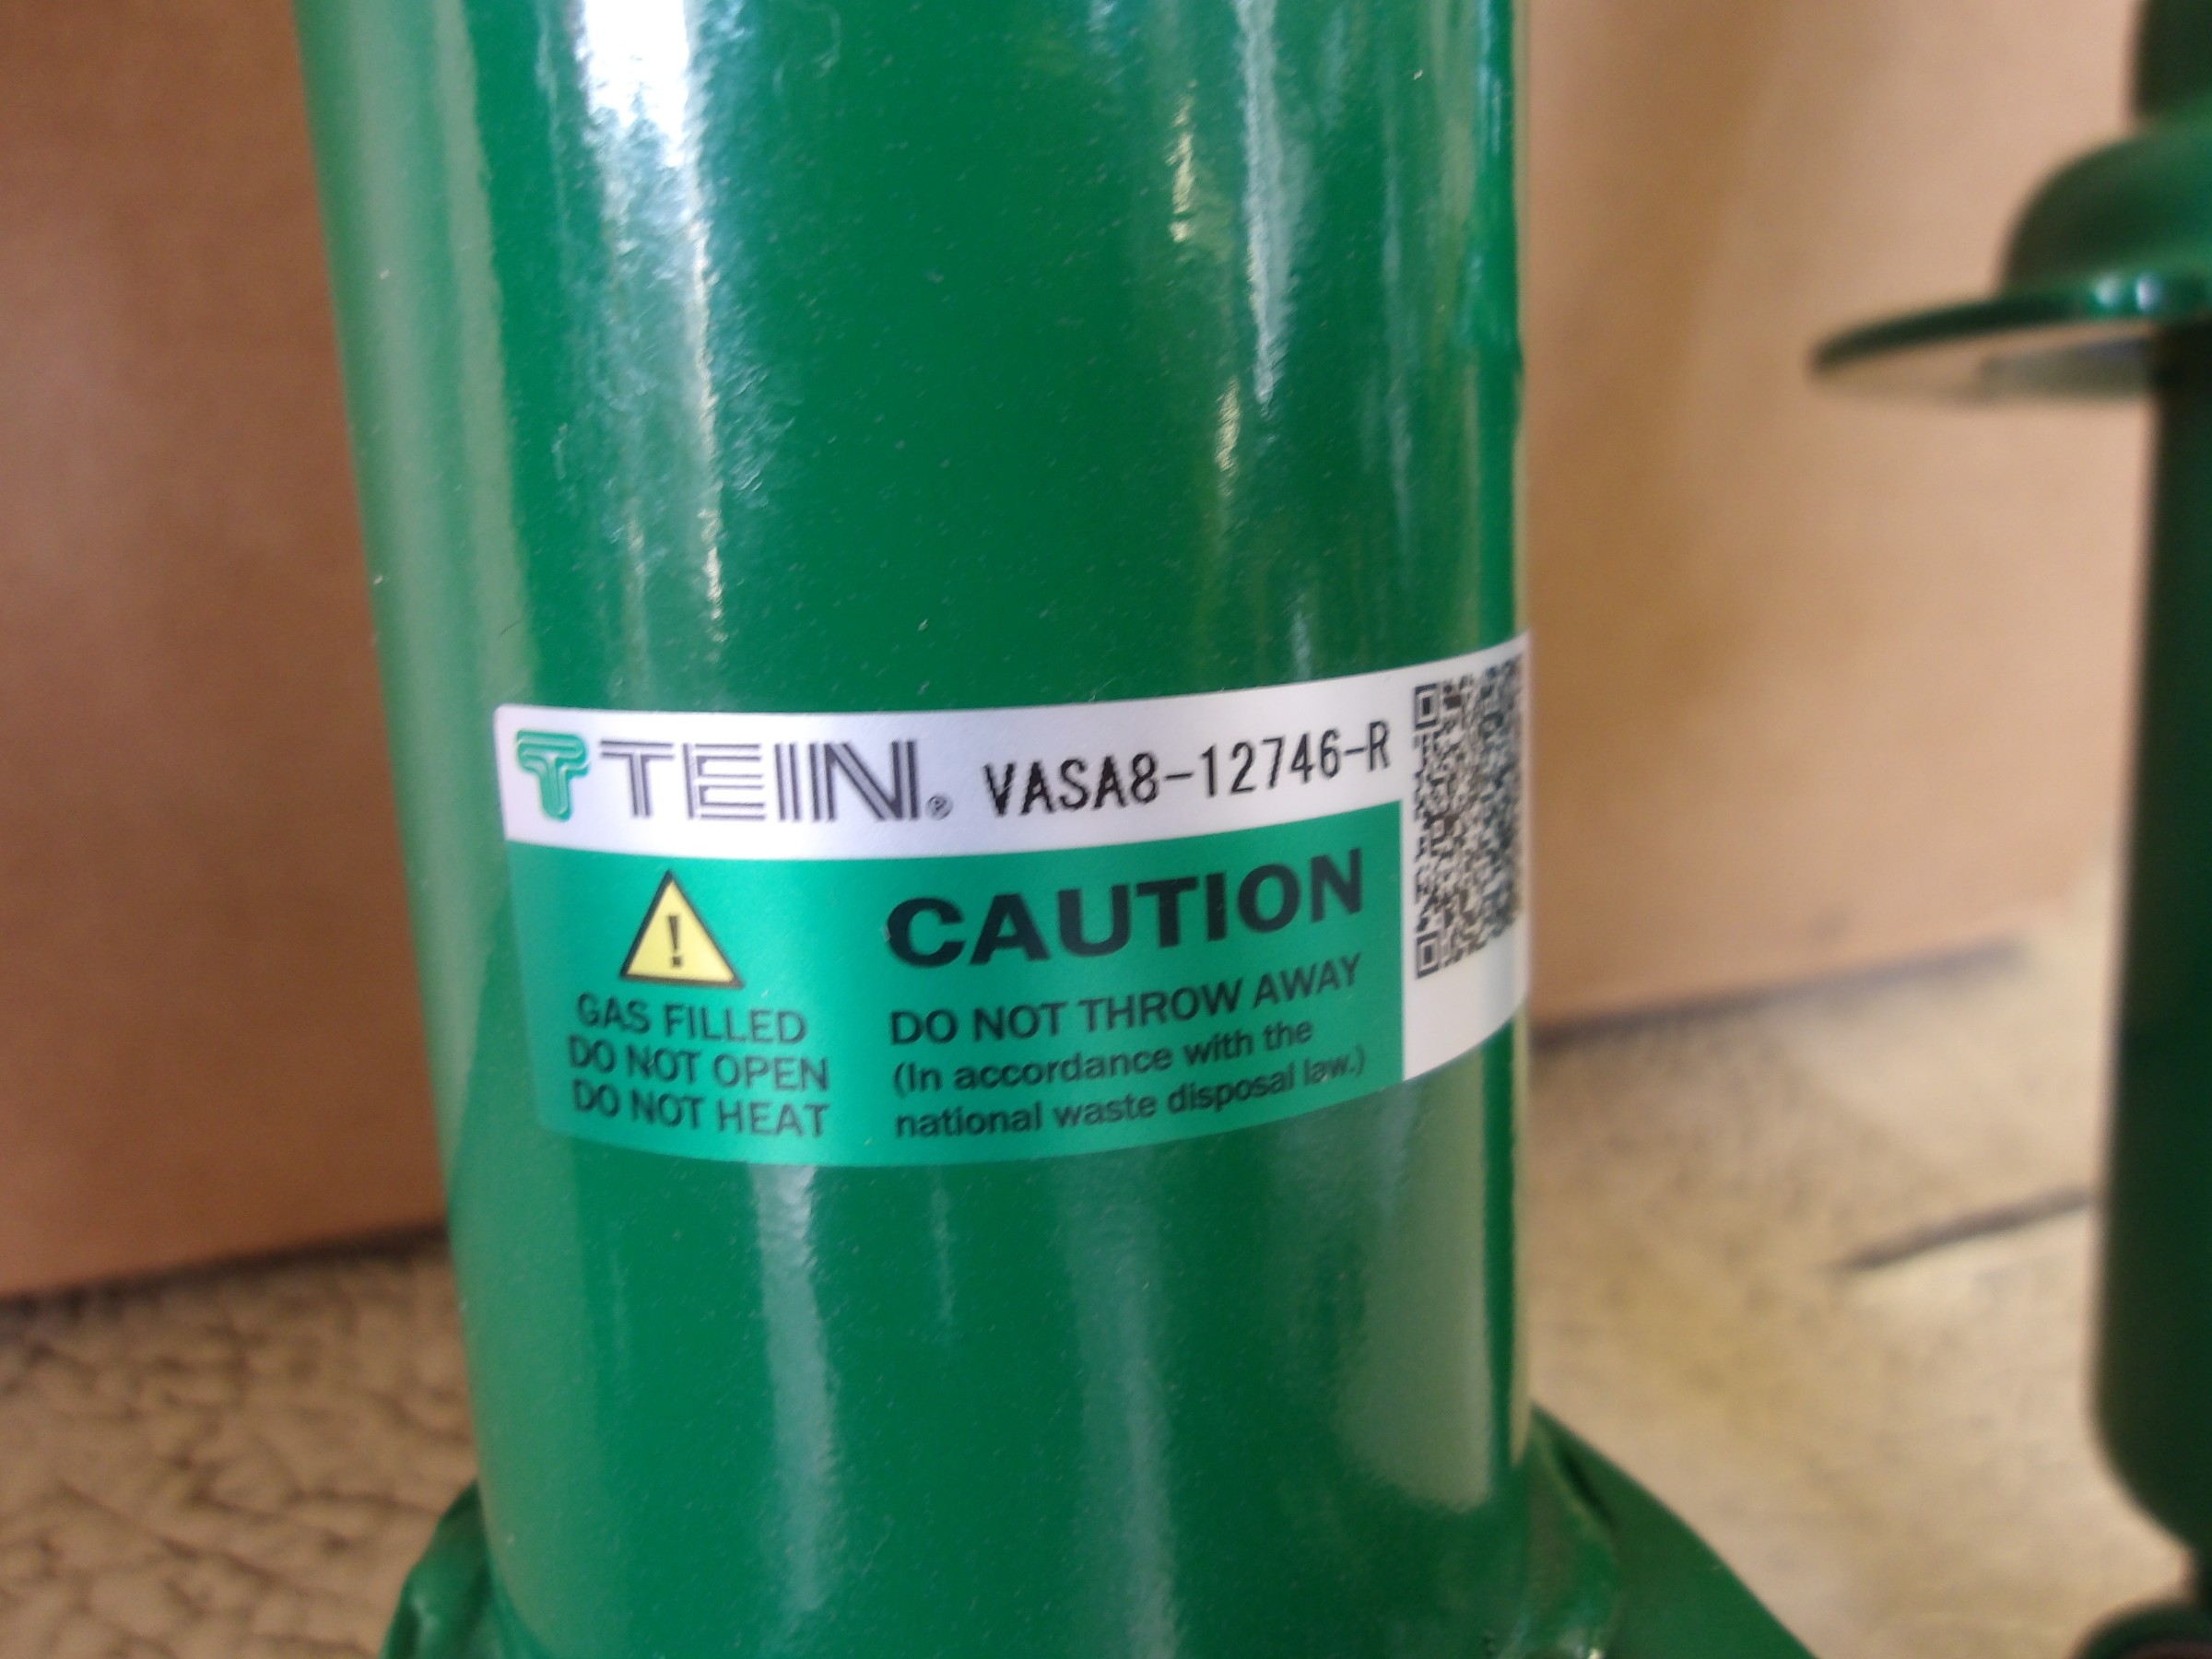 TEIN® VASA8-12746-R
!
GAS FILLED
DO NOT OPEN
DO NOT HEAT
CAUTION
DO NOT THROW AWAY
(In accordance with the
national waste disposal law.)